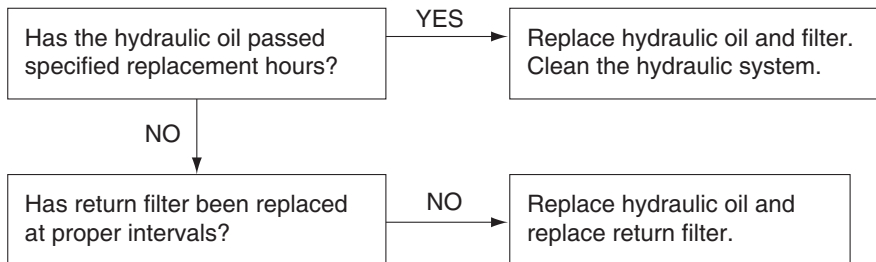 Has the hydraulic oil passed
specified replacement hours?
YES
Replace hydraulic oil and filter.
Clean the hydraulic system.
NO
Has return filter been replaced
at proper intervals?
NO
Replace hydraulic oil and
replace return filter.